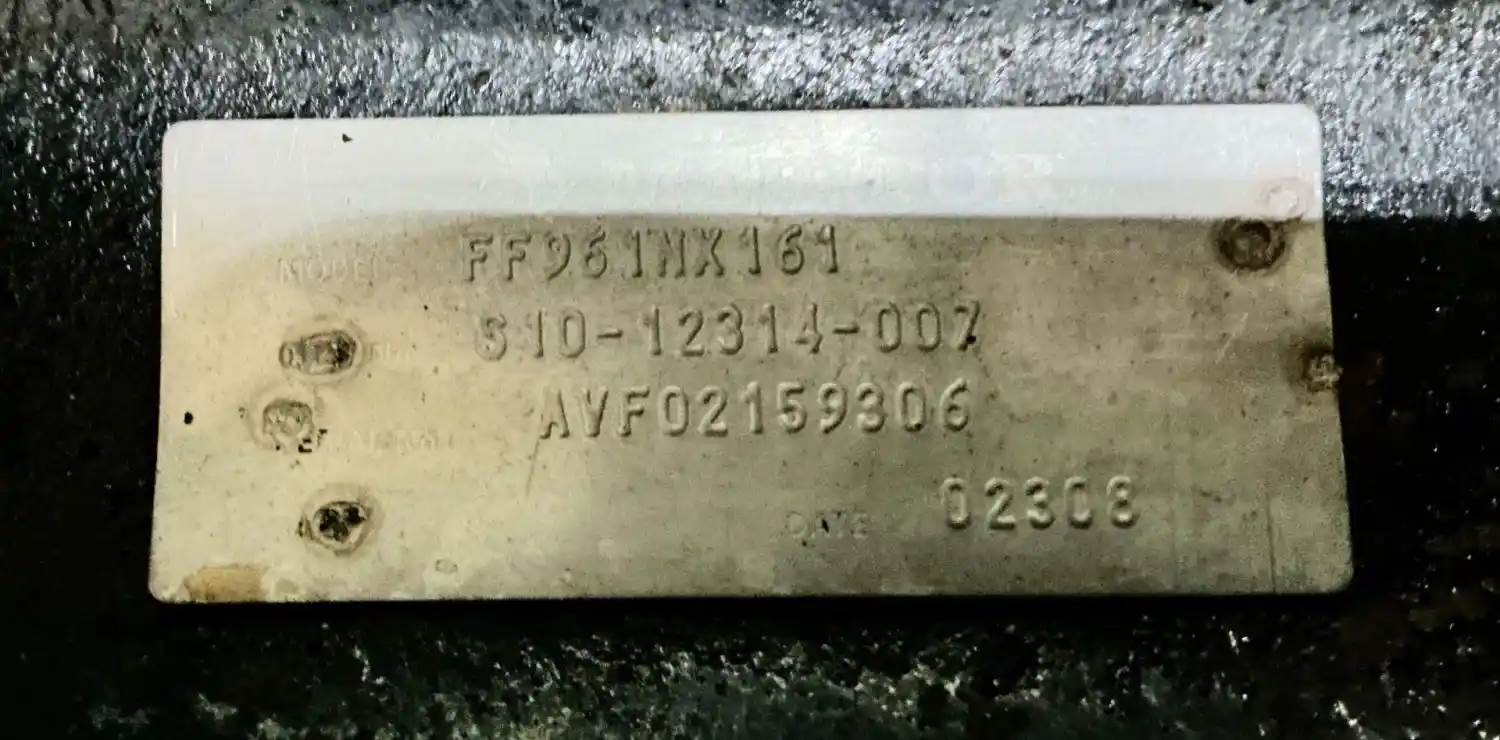 MODEL FF961NX161
S10-12314-007
AVF02159306
DATE 02308